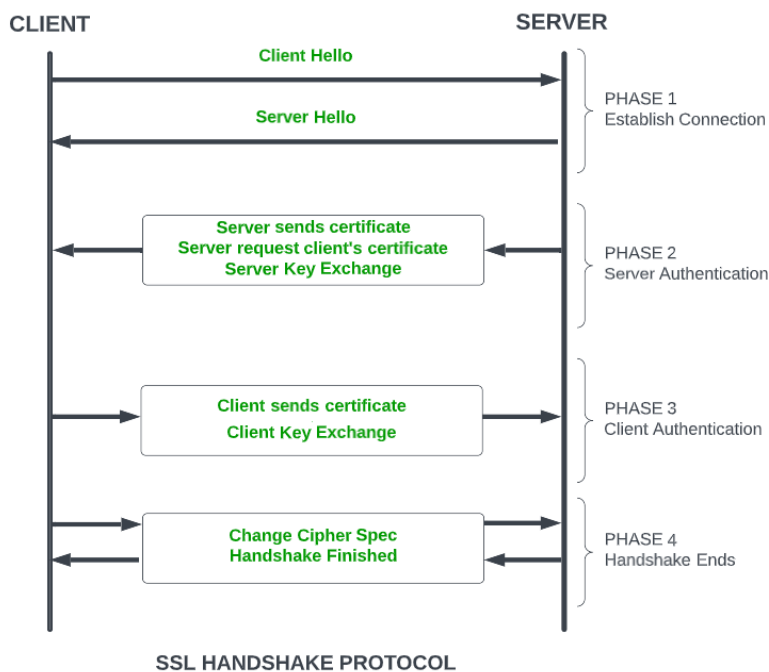 CLIENT
SERVER
Client Hello
Server Hello
PHASE 1
Establish Connection
Server sends certificate
Server request client's certificate
Server Key Exchange
PHASE 2
Server Authentication
Client sends certificate
Client Key Exchange
PHASE 3
Client Authentication
Change Cipher Spec
Handshake Finished
PHASE 4
Handshake Ends
SSL HANDSHAKE PROTOCOL